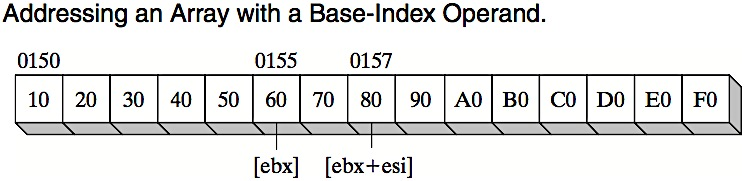 Addressing an Array with a Base-Index Operand.
0150 0155 0157
10 20 30 40 50 60 70 80 90 A0 B0 C0 D0 E0 F0
[ebx] [ebx+esi]